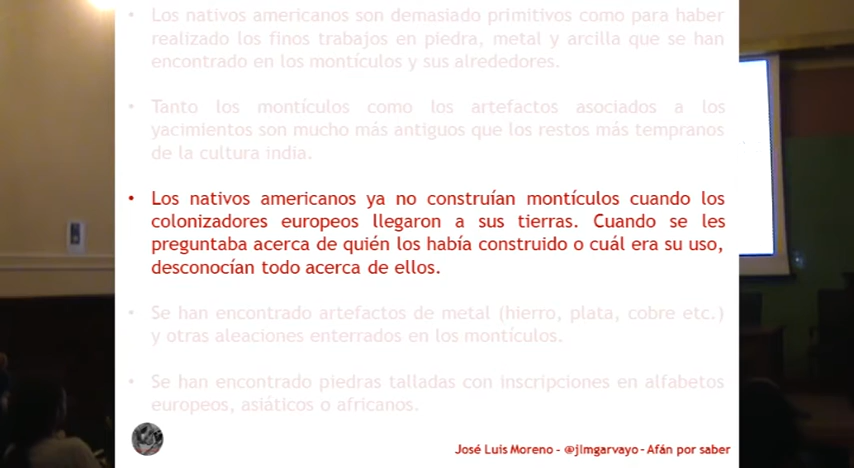 • Los nativos americanos son demasiado primitivos como para haber
realizado los finos trabajos en piedra, metal y arcilla que se han
encontrado en los montículos y sus alrededores.
• Tanto los montículos como los artefactos asociados a los
yacimientos son mucho más antiguos que los restos más tempranos
de la cultura india.
• Los nativos americanos ya no construían montículos cuando los
colonizadores europeos llegaron a sus tierras. Cuando se les
preguntaba acerca de quién los había construido o cuál era su uso,
desconocían todo acerca de ellos.
• Se han encontrado artefactos de metal (hierro, plata, cobre etc.)
y otras aleaciones enterrados en los montículos.
• Se han encontrado piedras talladas con inscripciones en alfabetos
europeos, asiáticos o africanos.
José Luis Moreno - @jlmgarvayo - Afán por saber